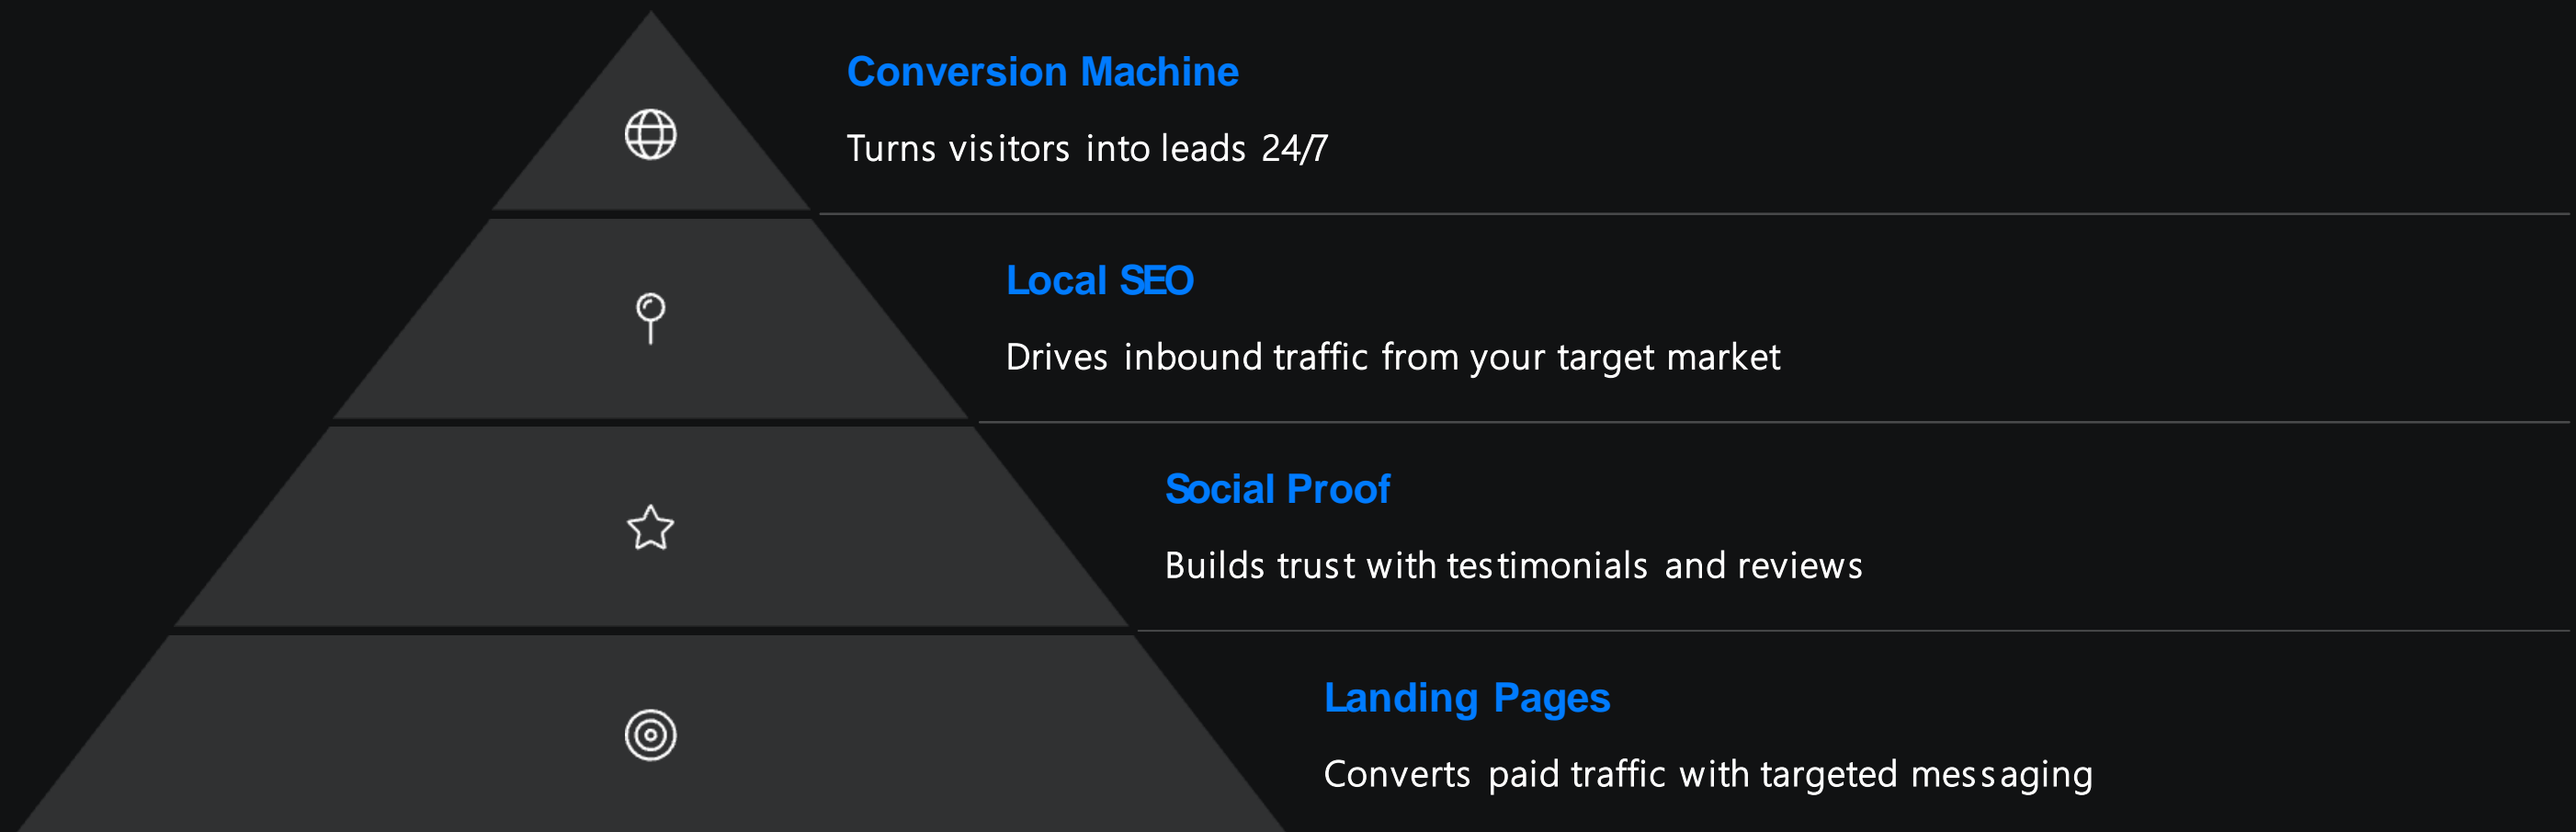 Conversion Machine
Turns visitors into leads 24/7
Local SEO
Drives inbound traffic from your target market
Social Proof
Builds trust with testimonials and reviews
Landing Pages
Converts paid traffic with targeted messaging